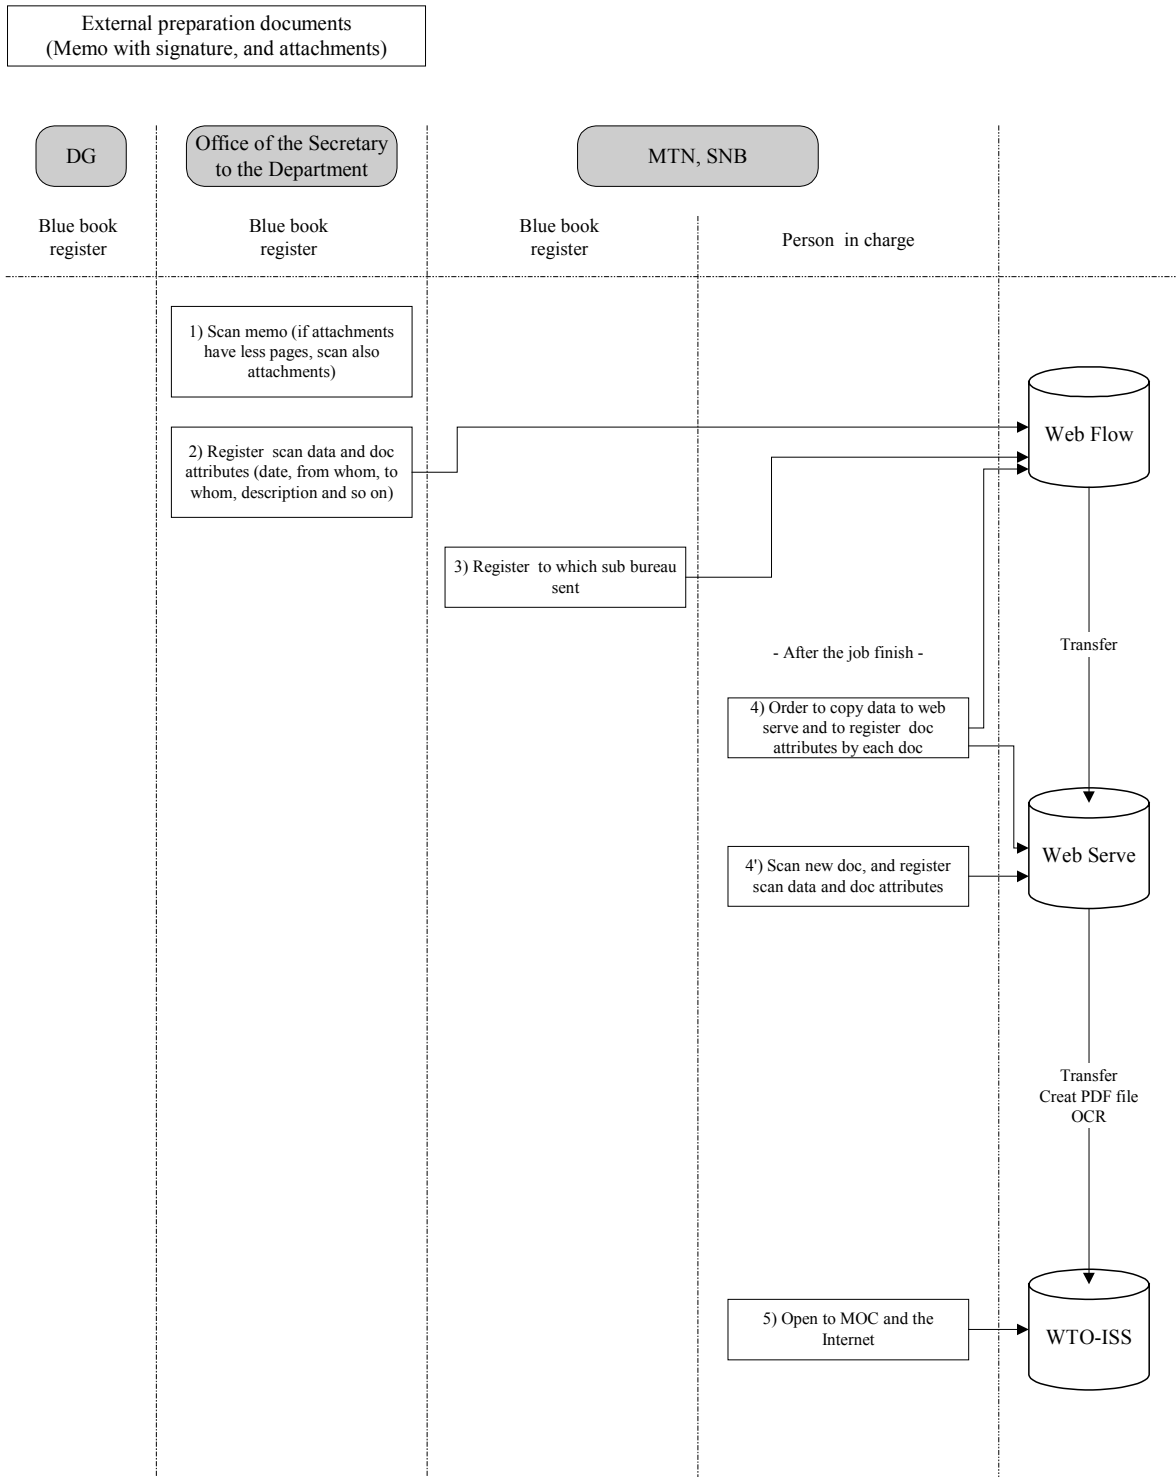 External preparation documents
(Memo with signature, and attachments)
DG
Office of the Secretary
to the Department
MTN, SNB
Blue book
register
Blue book
register
Blue book
register
Person in charge
1) Scan memo (if attachments
have less pages, scan also
attachments)
Web Flow
2) Register scan data and doc
attributes (date, from whom, to
whom, description and so on)
3) Register to which sub bureau
sent
Transfer
- After the job finish -
4) Order to copy data to web
serve and to register doc
attributes by each doc
Web Serve
4') Scan new doc, and register
scan data and doc attributes
Transfer
Creat PDF file
OCR
5) Open to MOC and the
Internet
WTO-ISS